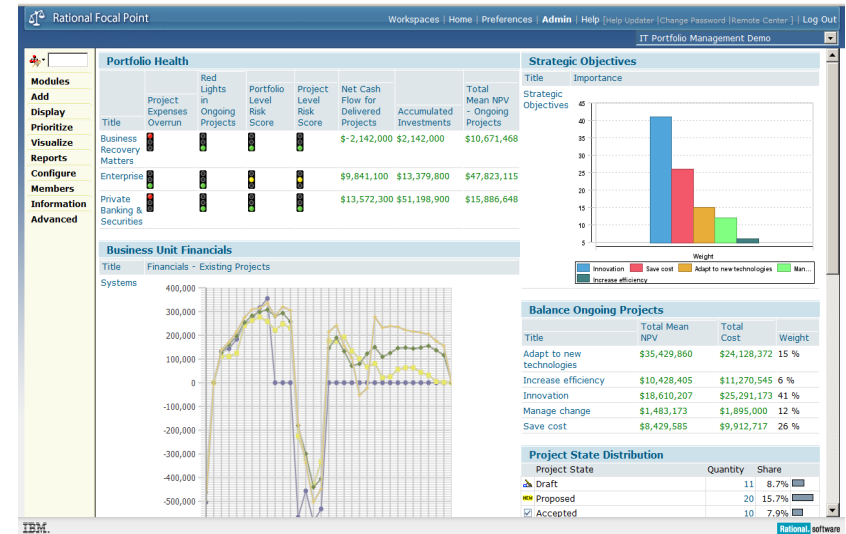 Rational Focal Point
Workspaces | Home | Preferences | Admin | Help [Help Updater |Change Password |Remote Center ] | Log Out
IT Portfolio Management Demo
Modules
Add
Display
Prioritize
Visualize
Reports
Configure
Members
Information
Advanced
Portfolio Health
Title
Project Expenses Overrun
Red Lights in Ongoing Projects
Portfolio Level Risk Score
Project Level Risk Score
Net Cash Flow for Delivered Projects
Accumulated Investments
Total Mean NPV - Ongoing Projects
Business Recovery Matters
$-2,142,000 $2,142,000 $10,671,468
Enterprise
$9,841,100 $13,379,800 $47,823,115
Private Banking & Securities
$13,572,300 $51,198,900 $15,886,648
Business Unit Financials
Title Financials - Existing Projects
Systems
400,000
300,000
200,000
100,000
0
-100,000
-200,000
-300,000
-400,000
-500,000
Strategic Objectives
Title Importance
Strategic Objectives
45
40
35
30
25
20
15
10
5
Weight
Innovation Save cost Adapt to new technologies Man...
Increase efficiency
Balance Ongoing Projects
Title Total Mean NPV Total Cost Weight
Adapt to new technologies $35,429,860 $24,128,372 15 %
Increase efficiency $10,428,405 $11,270,545 6 %
Innovation $18,610,207 $25,291,173 41 %
Manage change $1,483,173 $1,895,000 12 %
Save cost $8,429,585 $9,912,717 26 %
Project State Distribution
Project State Quantity Share
Draft 11 8.7%
NEW Proposed 20 15.7%
Accepted 10 7.9%
IBM. Rational. software